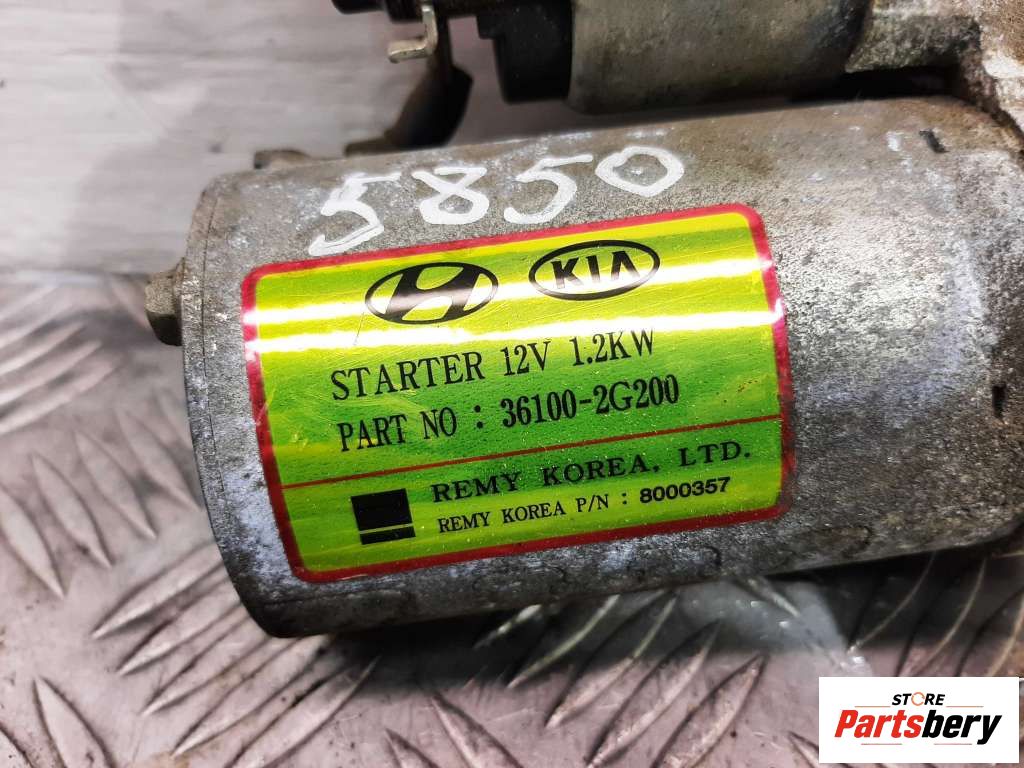 5850
KIA
STARTER 12V 1.2KW
PART NO : 36100-2G200
REMY KOREA, LTD.
REMY KOREA P/N : 8000357
STORE
Partsbery